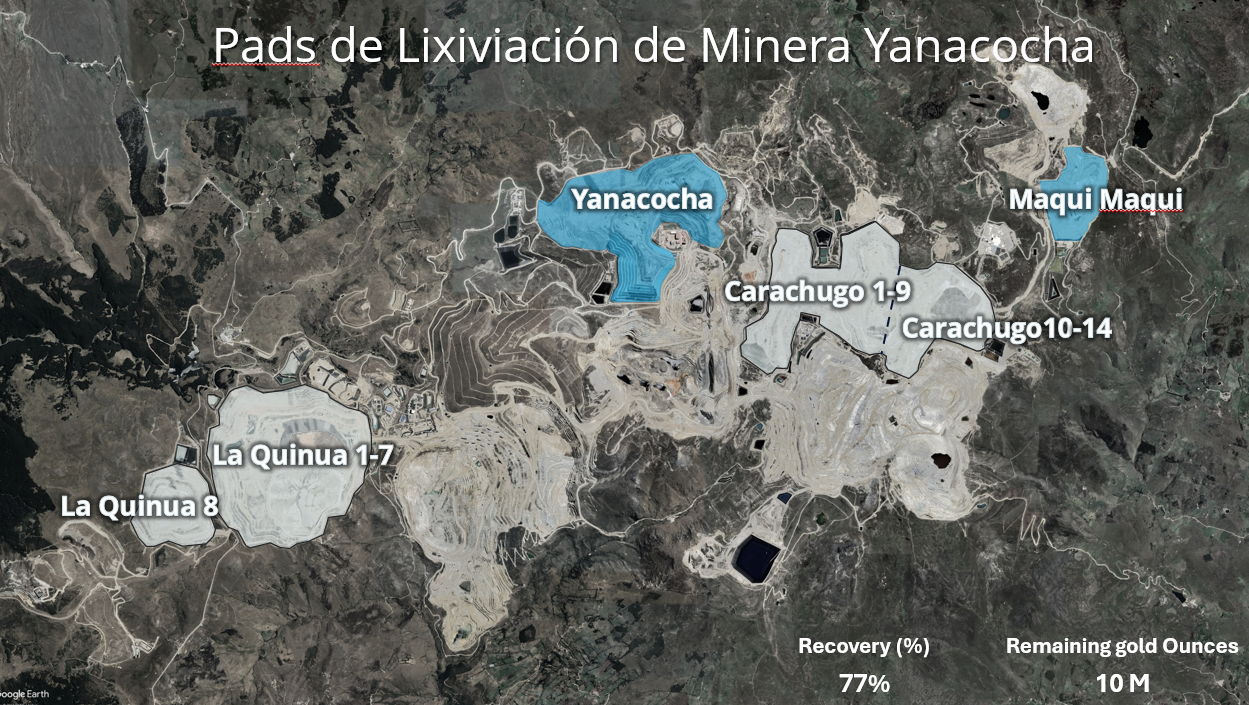 Pads de Lixiviación de Minera Yanacocha
Yanacocha
Maqui Maqui
Carachugo 1-9
Carachugo10-14
La Quinua 1-7
La Quinua 8
Recovery (%)
Remaining gold Ounces
77%
10 M
Google Earth